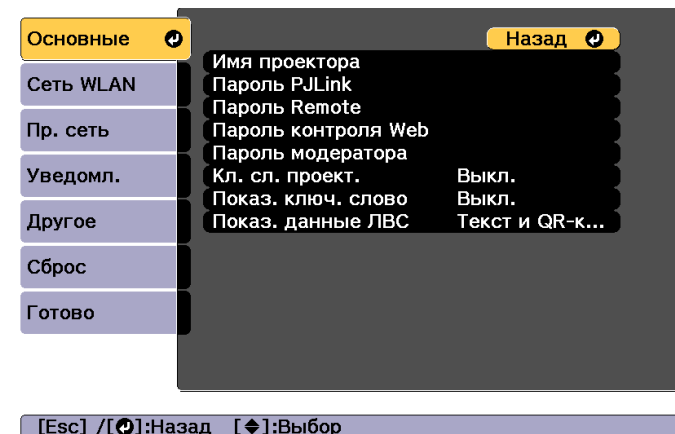 Основные
Сеть WLAN
Пр. сеть
Уведомл.
Другое
Сброс
Готово
Назад
Имя проектора
Пароль PJLink
Пароль Remote
Пароль контроля Web
Пароль модератора
Кл. сл. проект. Выкл.
Показ. ключ. слово Выкл.
Показ. данные ЛВС Текст и QR-к...
[Esc] /[⏎]:Назад [◆]:Выбор